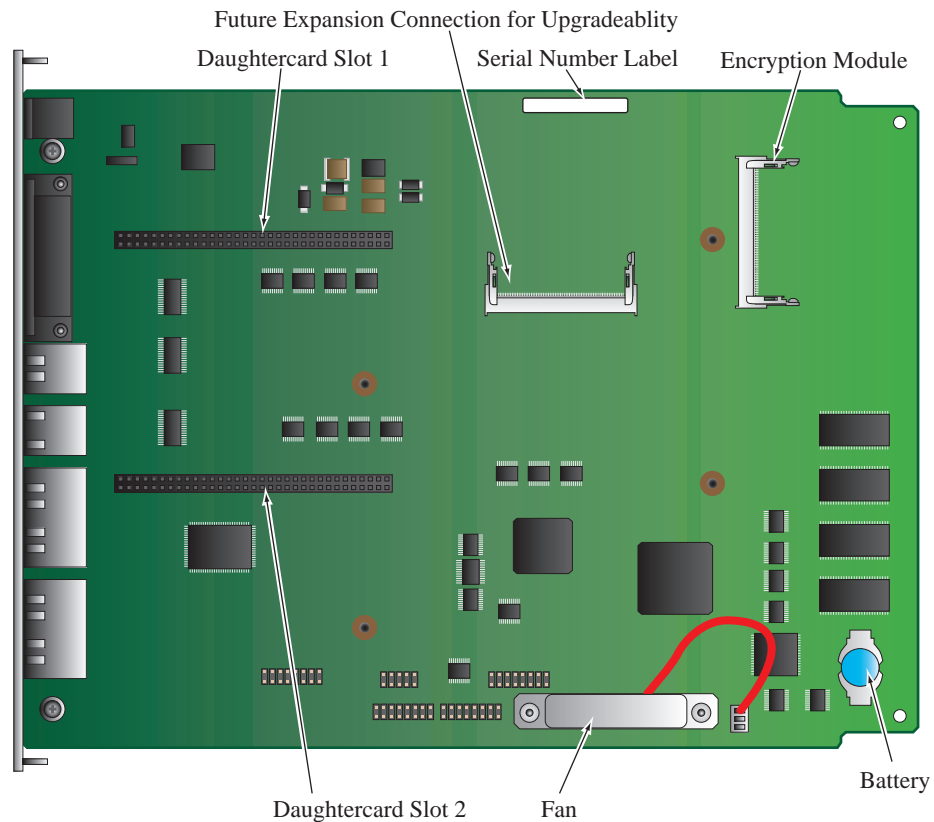 Future Expansion Connection for Upgradeablity
Daughtercard Slot 1
Serial Number Label
Encryption Module
Battery
Daughtercard Slot 2
Fan